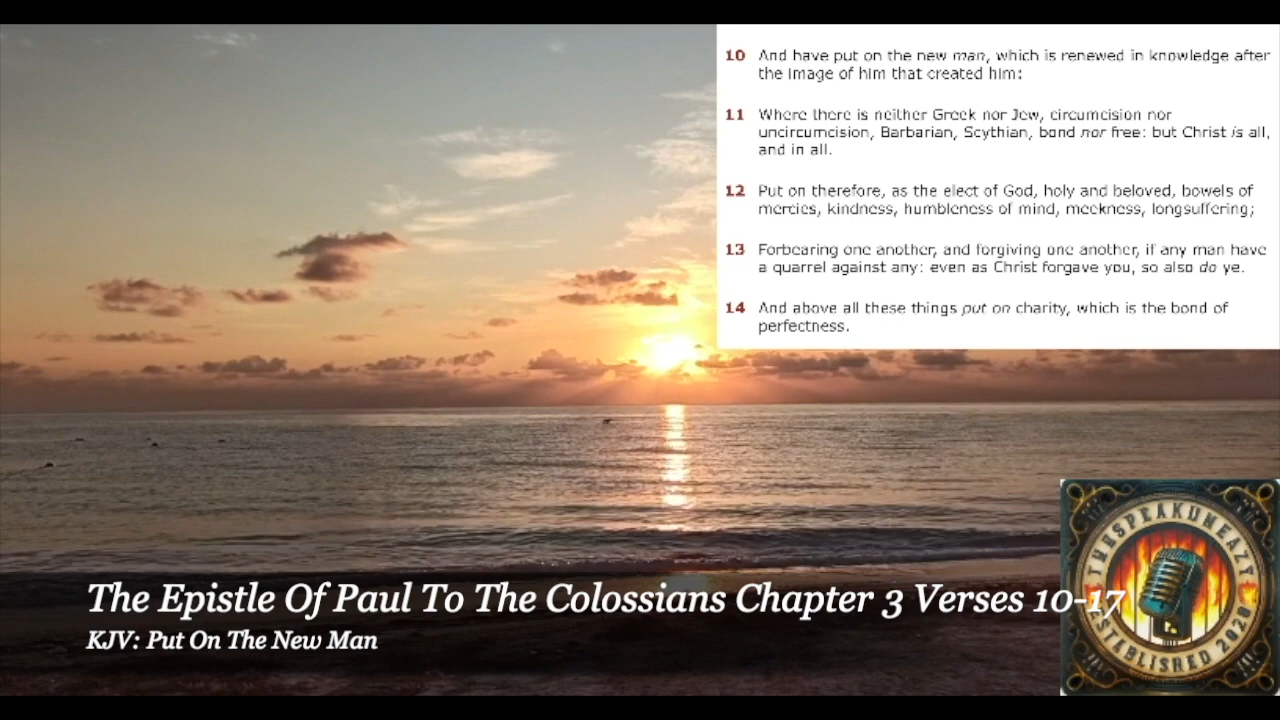 10 And have put on the new man, which is renewed in knowledge after
the image of him that created him:
11 Where there is neither Greek nor Jew, circumcision nor
uncircumcision, Barbarian, Scythian, bond nor free: but Christ is all,
and in all.
12 Put on therefore, as the elect of God, holy and beloved, bowels of
mercies, kindness, humbleness of mind, meekness, longsuffering;
13 Forbearing one another, and forgiving one another, if any man have
a quarrel against any: even as Christ forgave you, so also do ye.
14 And above all these things put on charity, which is the bond of
perfectness.
The Epistle Of Paul To The Colossians Chapter 3 Verses 10-17
KJV: Put On The New Man
THESPEAKUNEAZY
ESTABLISHED 2020